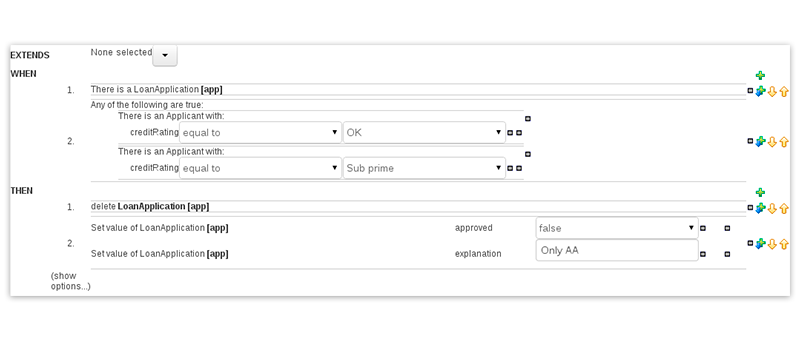 EXTENDS None selected
WHEN
1. There is a LoanApplication [app]
2. Any of the following are true:
There is an Applicant with:
creditRating equal to OK
There is an Applicant with:
creditRating equal to Sub prime
THEN
1. delete LoanApplication [app]
2. Set value of LoanApplication [app] approved false
Set value of LoanApplication [app] explanation Only AA
(show
options...)